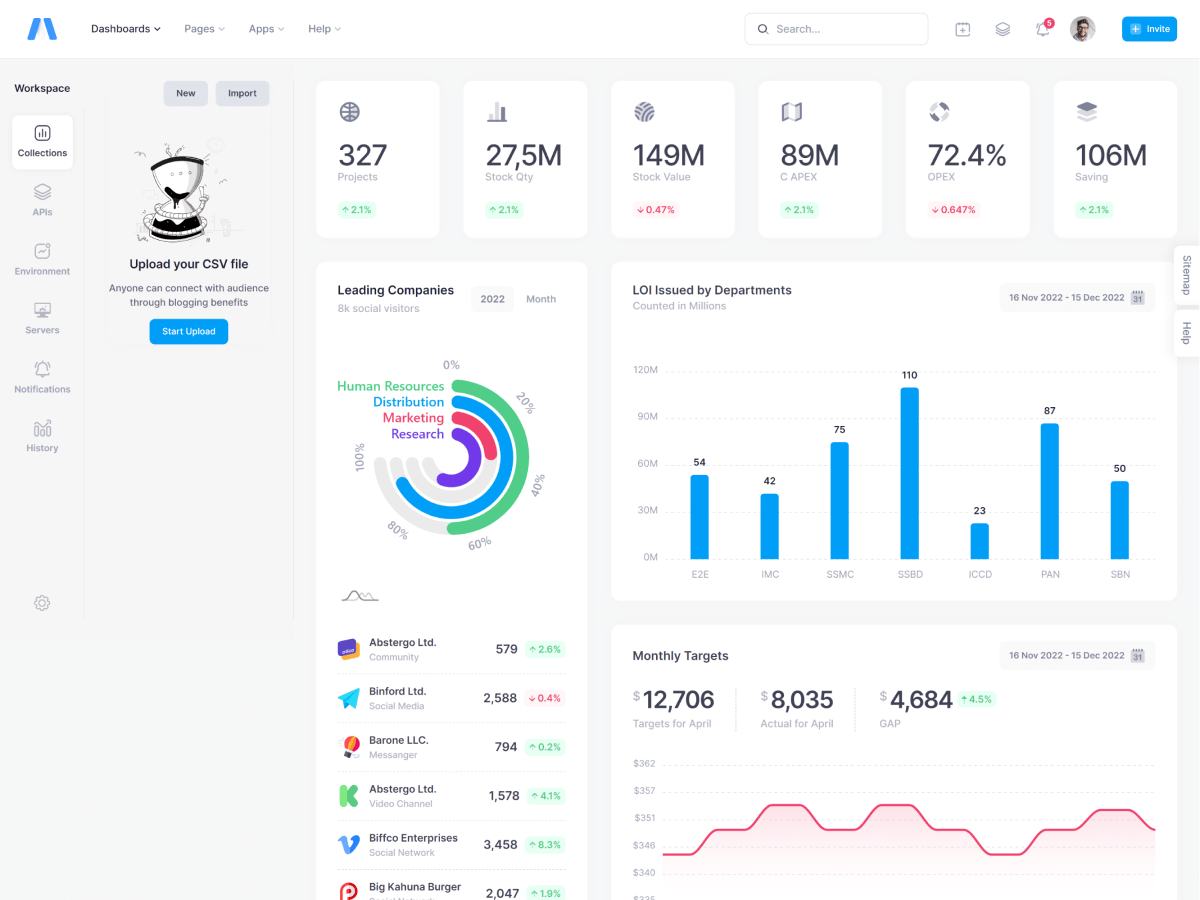 Dashboards
Pages
Apps
Help
Search...
5
Invite
Workspace
New
Import
Collections
APIs
Environment
Servers
Notifications
History
Upload your CSV file
Anyone can connect with audience
through blogging benefits
Start Upload
327
Projects
2.1%
27,5M
Stock Qty
2.1%
149M
Stock Value
0.47%
89M
C APEX
2.1%
72.4%
OPEX
0.647%
106M
Saving
2.1%
Sitemap
Help
Leading Companies
8k social visitors
2022
Month
0%
20%
40%
60%
80%
100%
Human Resources
Distribution
Marketing
Research
Abstergo Ltd.
Community
579
2.6%
Binford Ltd.
Social Media
2,588
0.4%
Barone LLC.
Messanger
794
0.2%
Abstergo Ltd.
Video Channel
1,578
4.1%
Biffco Enterprises
Social Network
3,458
8.3%
Big Kahuna Burger
Social Network
2,047
1.9%
LOI Issued by Departments
Counted in Millions
16 Nov 2022 - 15 Dec 2022
31
120M
90M
60M
30M
0M
54
42
75
110
23
87
50
E2E
IMC
SSMC
SSBD
ICCD
PAN
SBN
Monthly Targets
16 Nov 2022 - 15 Dec 2022
31
$12,706
Targets for April
$8,035
Actual for April
$4,684
4.5%
GAP
$362
$357
$351
$346
$340
$335